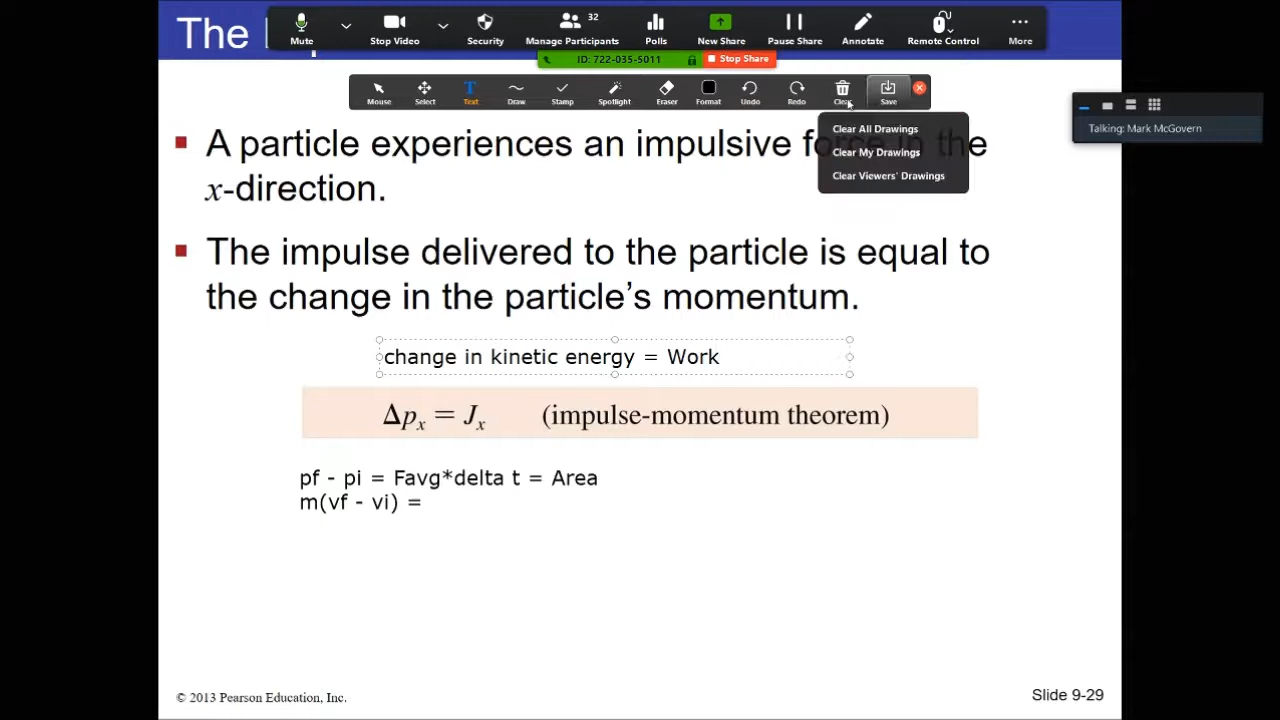 The
Mute
Stop Video
Security
Manage Participants
32
Polls
New Share
Pause Share
Annotate
Remote Control
More
ID: 722-035-5011
Stop Share
Mouse
Select
Text
Draw
Stamp
Spotlight
Eraser
Format
Undo
Redo
Clear
Save
Clear All Drawings
Clear My Drawings
Clear Viewers' Drawings
Talking: Mark McGovern
A particle experiences an impulsive force in the
x-direction.
The impulse delivered to the particle is equal to
the change in the particle’s momentum.
change in kinetic energy = Work
Δpx = Jx (impulse-momentum theorem)
pf - pi = Favg*delta t = Area
m(vf - vi) =
© 2013 Pearson Education, Inc.
Slide 9-29